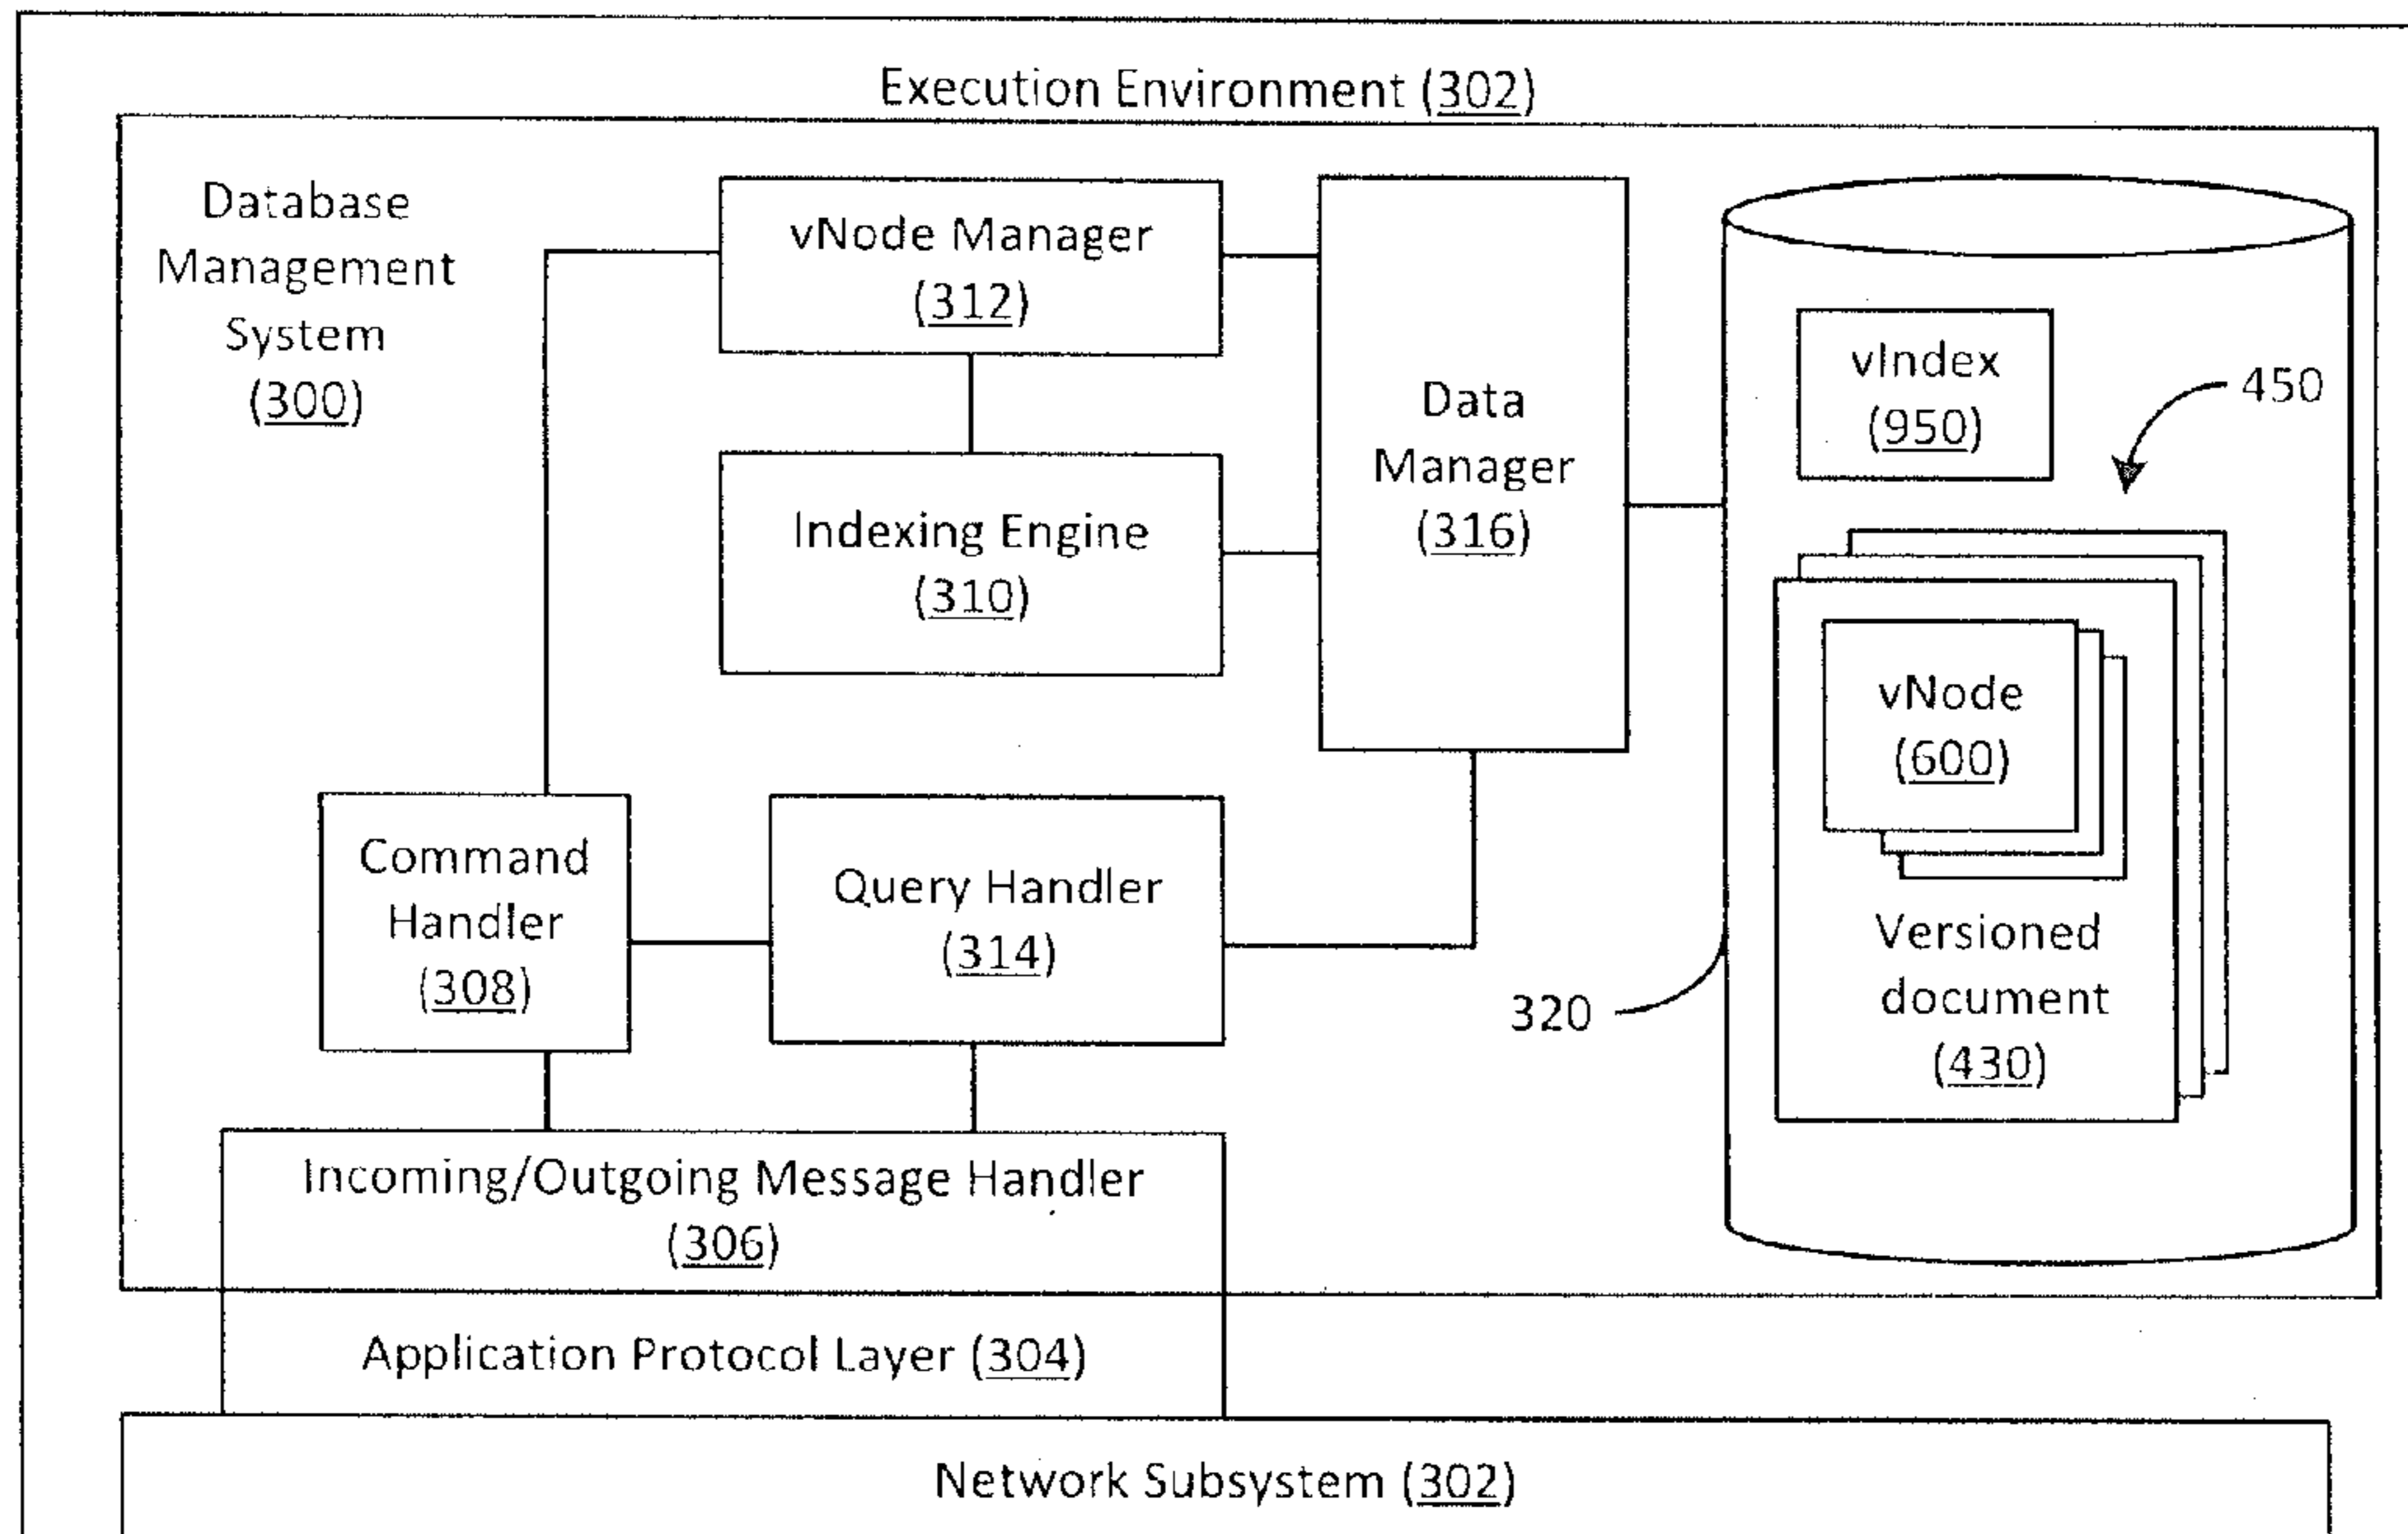 Execution Environment (302)
Database
Management
System
(300)
vNode Manager
(312)
Indexing Engine
(310)
Data
Manager
(316)
vIndex
(950)
450
vNode
(600)
Versioned
document
(430)
320
Command
Handler
(308)
Query Handler
(314)
Incoming/Outgoing Message Handler
(306)
Application Protocol Layer (304)
Network Subsystem (302)